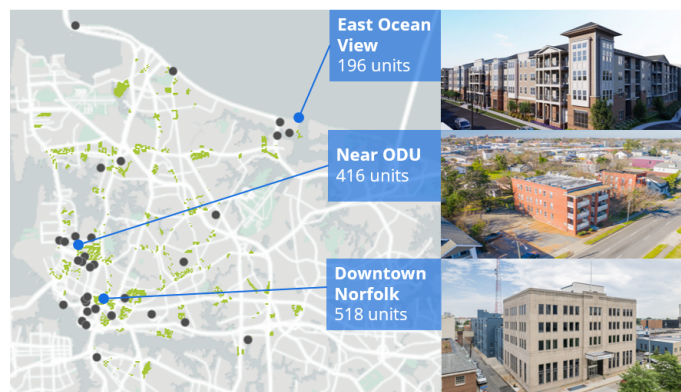 East Ocean
View
196 units
Near ODU
416 units
Downtown
Norfolk
518 units